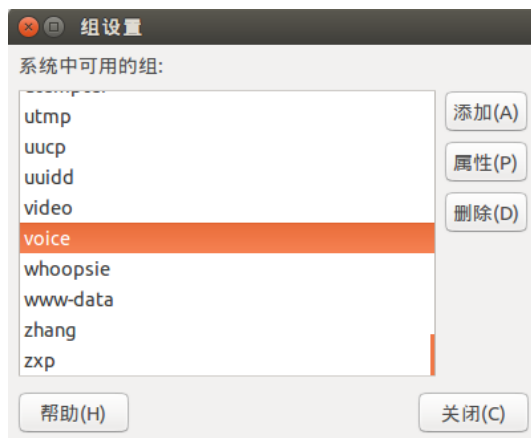 组设置
系统中可用的组:
utmp
添加(A)
uucp
属性(P)
uuidd
video
删除(D)
voice
whoopsie
www-data
zhang
zxp
帮助(H)
关闭(C)